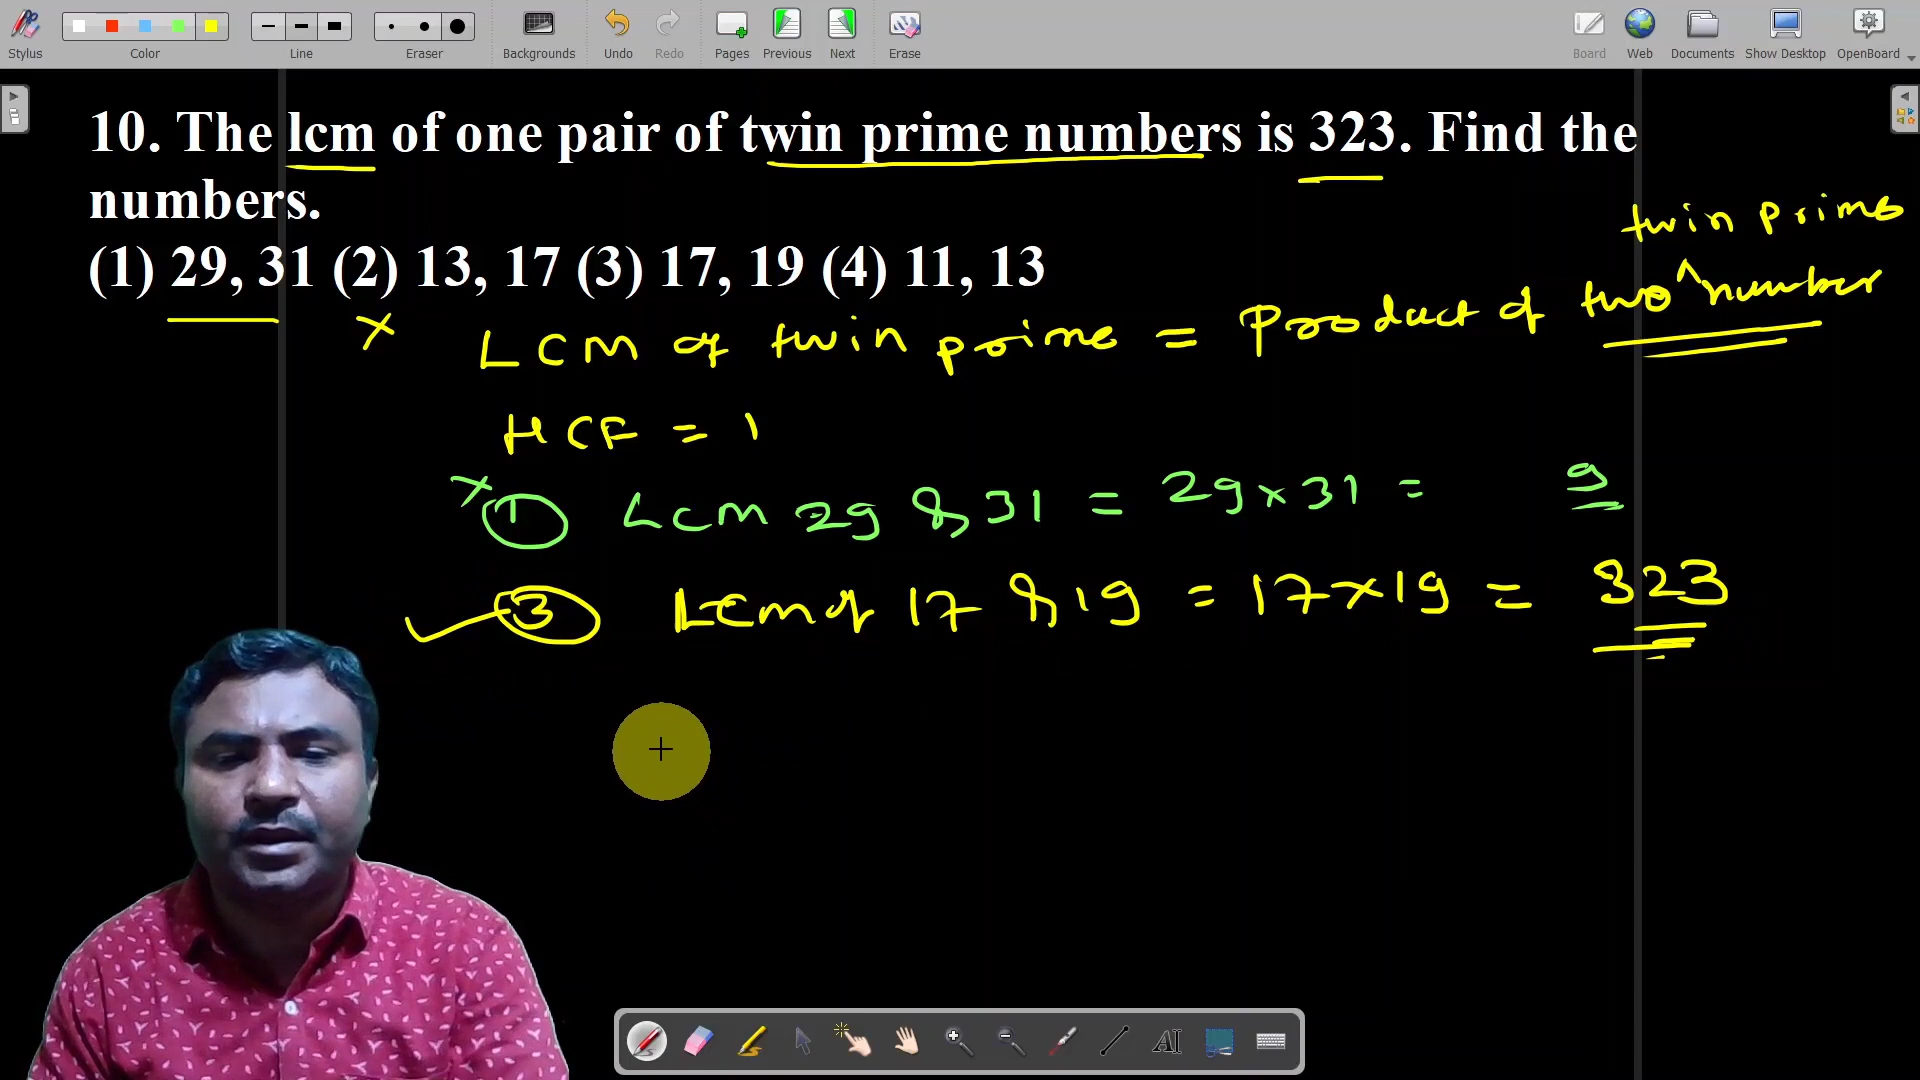 Stylus Color Line Eraser Backgrounds Undo Redo Pages Previous Next Erase Board Web Documents Show Desktop OpenBoard
10. The lcm of one pair of twin prime numbers is 323. Find the
numbers.
(1) 29, 31 (2) 13, 17 (3) 17, 19 (4) 11, 13
twin prime
x LCM of twin prime = Product of two ^ number
HCF = 1
x ① Lcm 29 & 31 = 29 x 31 = 9
✓ ③ Lcm of 17 & 19 = 17 x 19 = 323